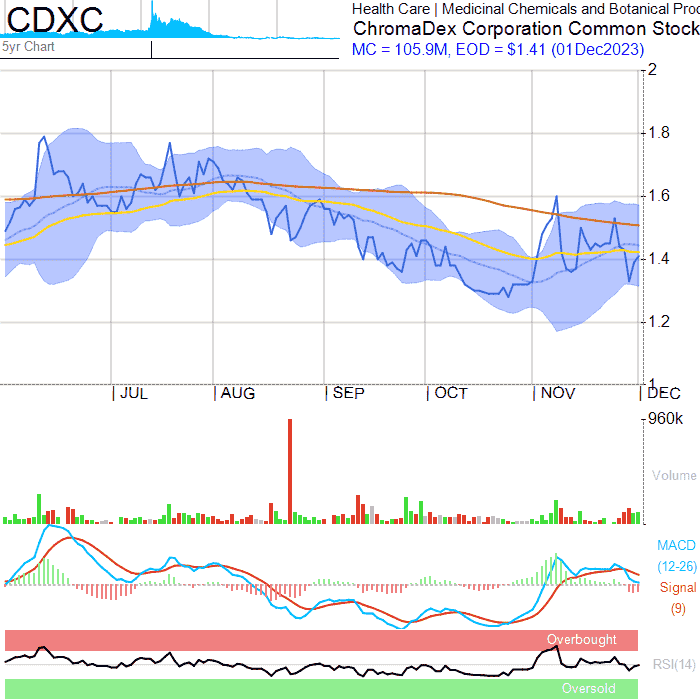 CDXC
5yr Chart
Health Care | Medicinal Chemicals and Botanical Proc
ChromaDex Corporation Common Stock
MC = 105.9M, EOD = $1.41 (01Dec2023)
2
1.8
1.6
1.4
1.2
1
JUL AUG SEP OCT NOV DEC
960k
Volume
MACD
(12-26)
Signal
(9)
Overbought
RSI(14)
Oversold